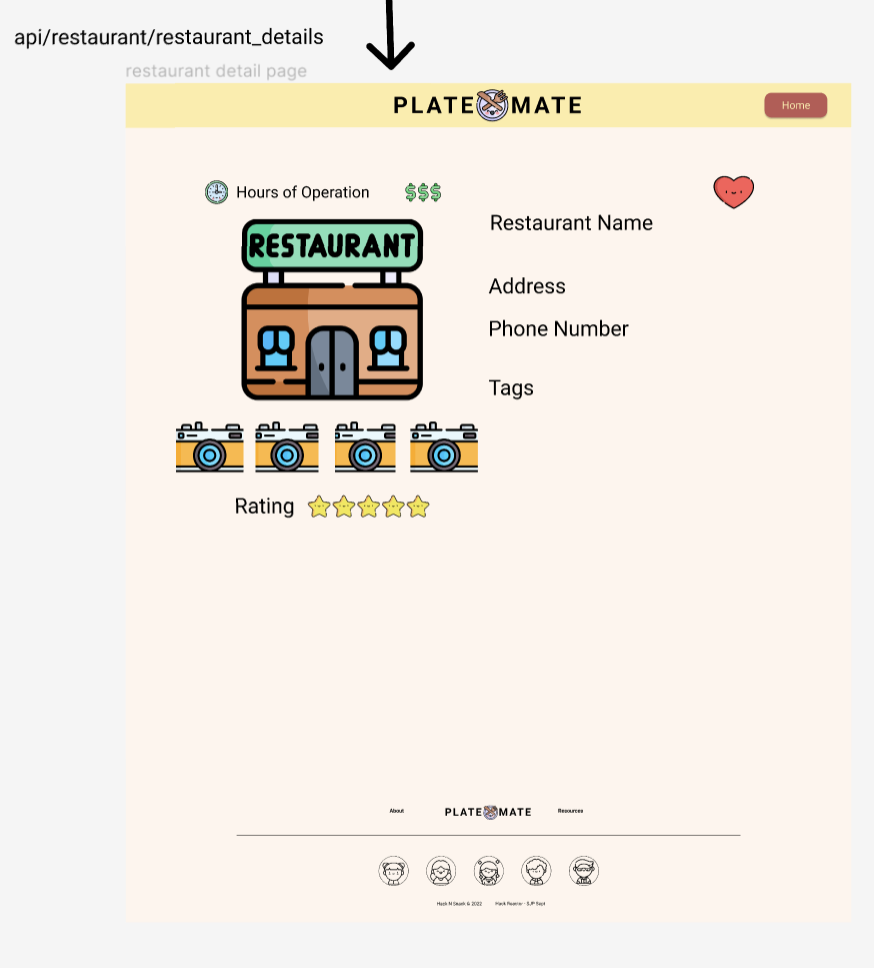 api/restaurant/restaurant_details
restaurant detail page
PLATE MATE
Home
Hours of Operation $$$
RESTAURANT
Restaurant Name
Address
Phone Number
Tags
Rating
About PLATE MATE Resources
Hack N Snack © 2022 Hack Reactor - SJP Sept